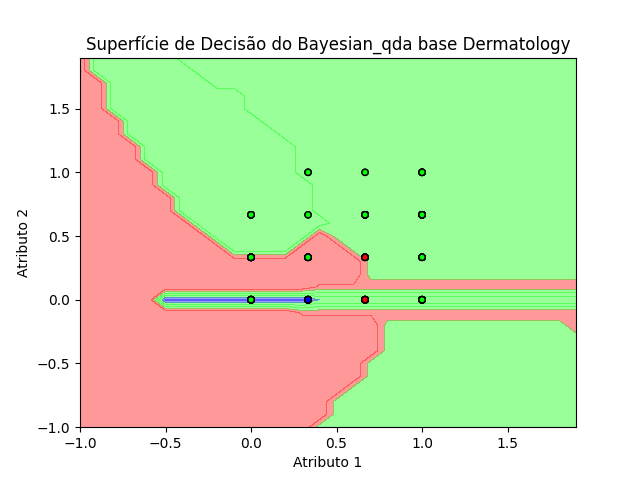 Superfície de Decisão do Bayesian_qda base Dermatology
1.5
1.0
0.5
0.0
−0.5
−1.0
Atributo 2
−1.0 −0.5 0.0 0.5 1.0 1.5
Atributo 1